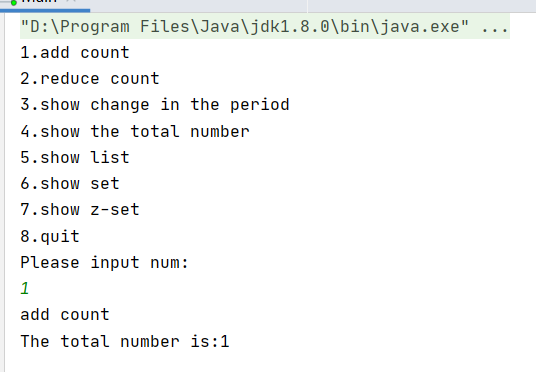 "D:\Program Files\Java\jdk1.8.0\bin\java.exe" ...
1.add count
2.reduce count
3.show change in the period
4.show the total number
5.show list
6.show set
7.show z-set
8.quit
Please input num:
1
add count
The total number is:1